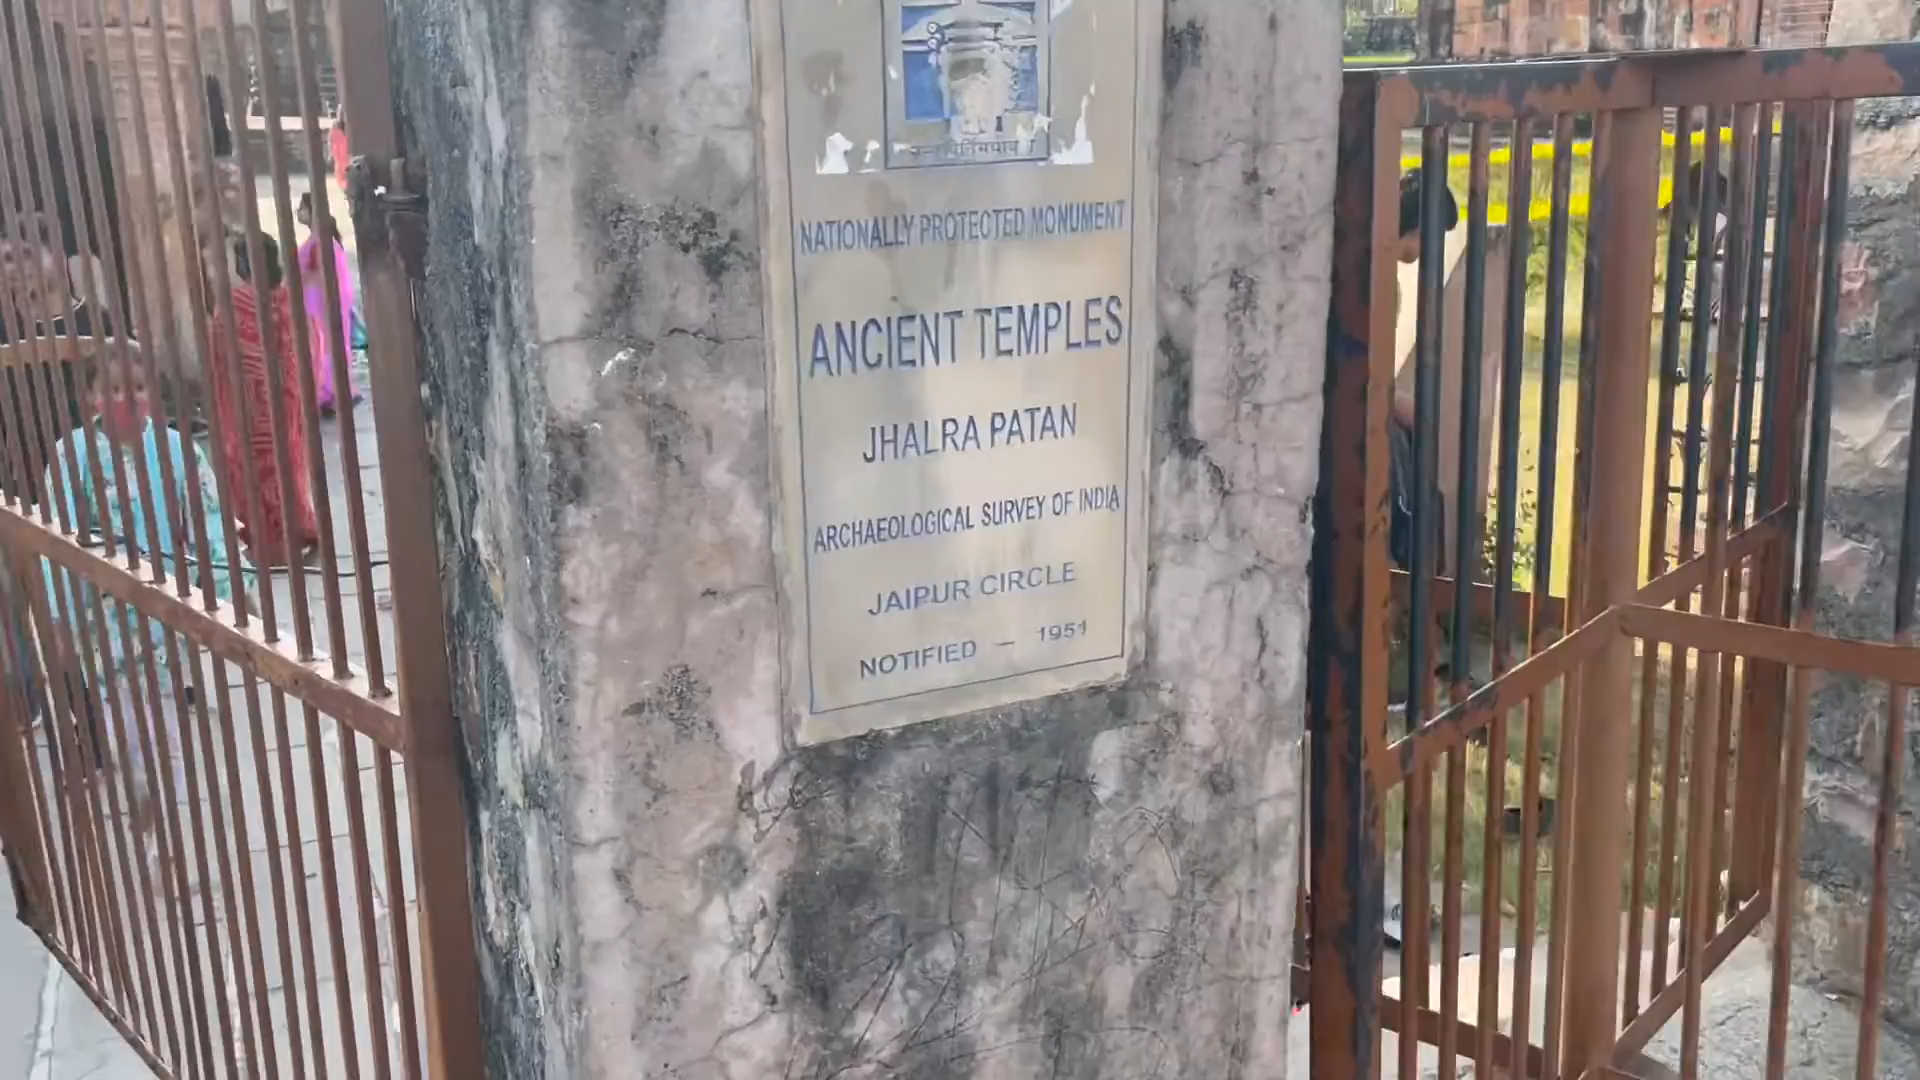 NATIONALLY PROTECTED MONUMENT
ANCIENT TEMPLES
JHALRA PATAN
ARCHAEOLOGICAL SURVEY OF INDIA
JAIPUR CIRCLE
NOTIFIED — 1951